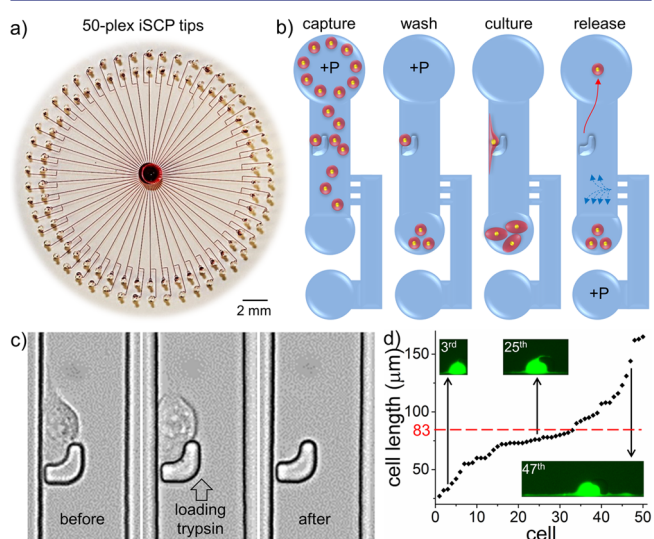 a)
50-plex iSCP tips
2 mm
b)
capture
wash
culture
release
+P
+P
+P
c)
before
loading
trypsin
after
d)
cell length (μm)
150
100
83
50
3rd
25th
47th
0
10
20
30
40
50
cell